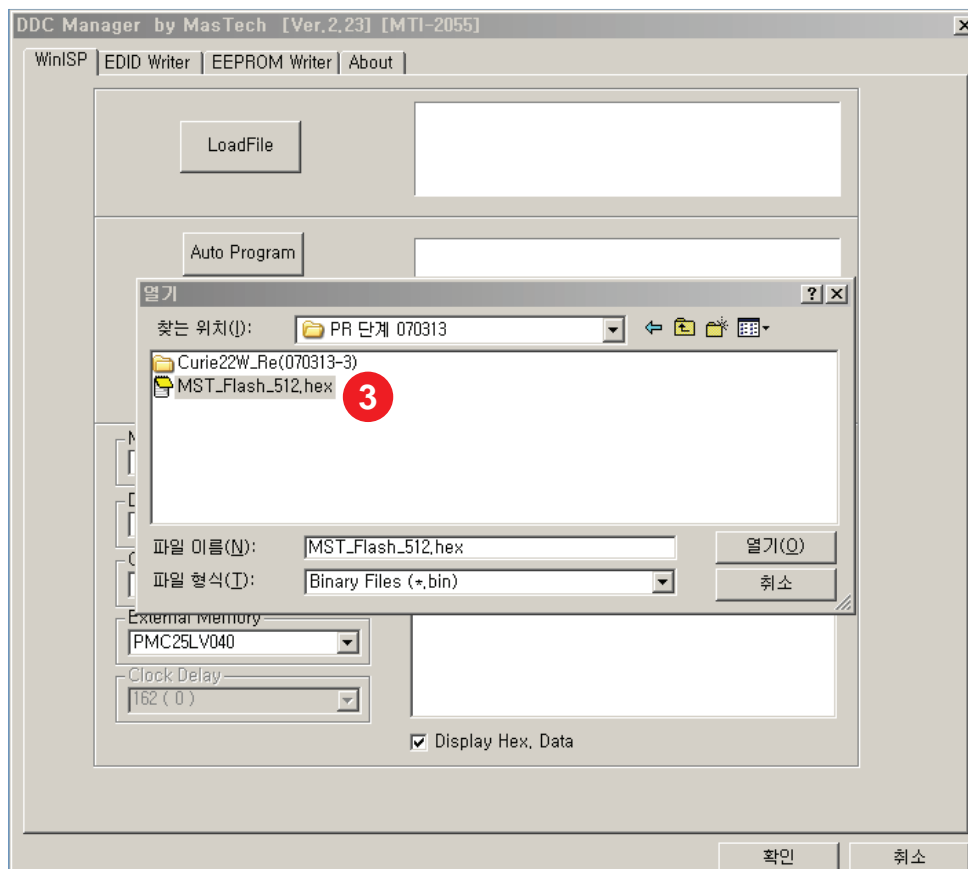 DDC Manager by MasTech [Ver,2,23] [MTI-2055]
WinISP EDID Writer EEPROM Writer About
LoadFile
Auto Program
열기
찾는 위치(I): PR 단계 070313
Curie22W_Re(070313-3)
MST_Flash_512,hex
3
파일 이름(N): MST_Flash_512,hex 열기(O)
파일 형식(T): Binary Files (*,bin) 취소
External Memory
PMC25LV040
Clock Delay
162 ( 0 )
Display Hex, Data
확인 취소